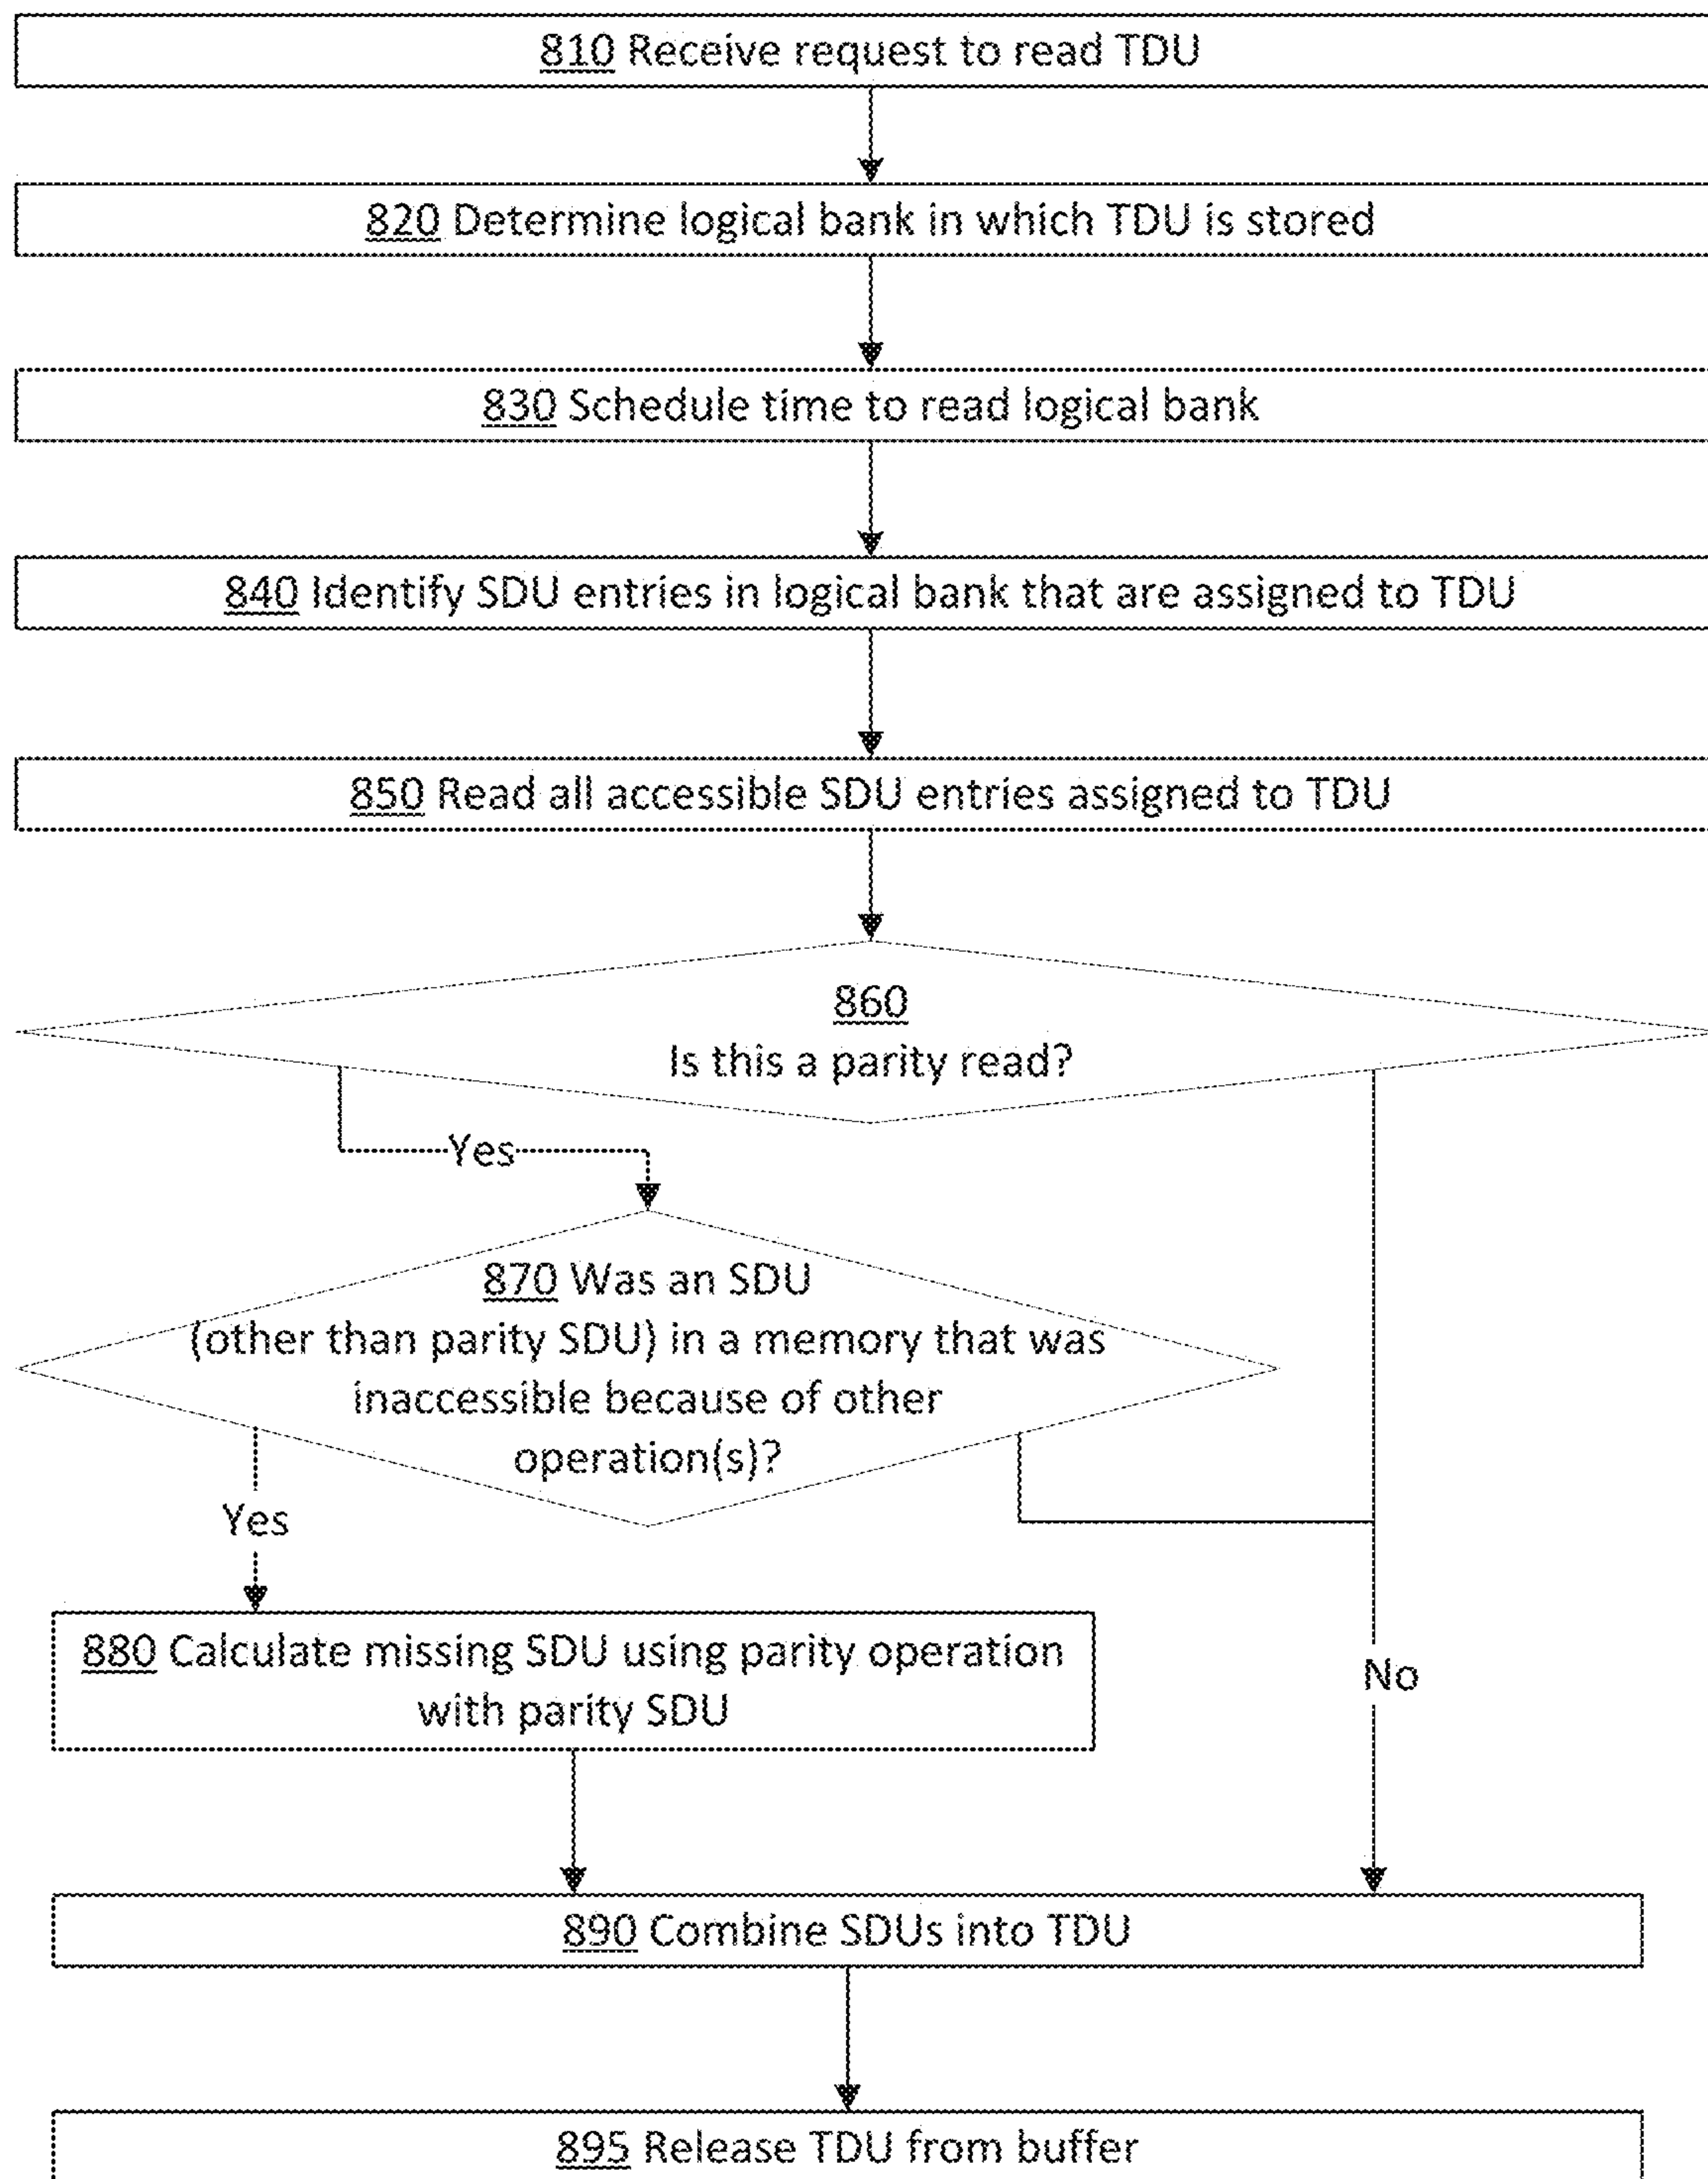 810 Receive request to read TDU
820 Determine logical bank in which TDU is stored
830 Schedule time to read logical bank
840 Identify SDU entries in logical bank that are assigned to TDU
850 Read all accessible SDU entries assigned to TDU
860
Is this a parity read?
Yes
870 Was an SDU
(other than parity SDU) in a memory that was
inaccessible because of other
operation(s)?
Yes
880 Calculate missing SDU using parity operation
with parity SDU
No
890 Combine SDUs into TDU
895 Release TDU from buffer